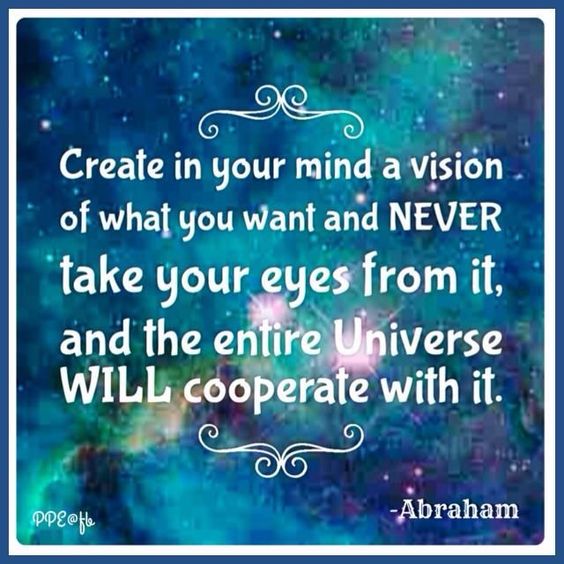 Create in your mind a vision
of what you want and NEVER
take your eyes from it,
and the entire Universe
WILL cooperate with it.
-Abraham
PPE@fb